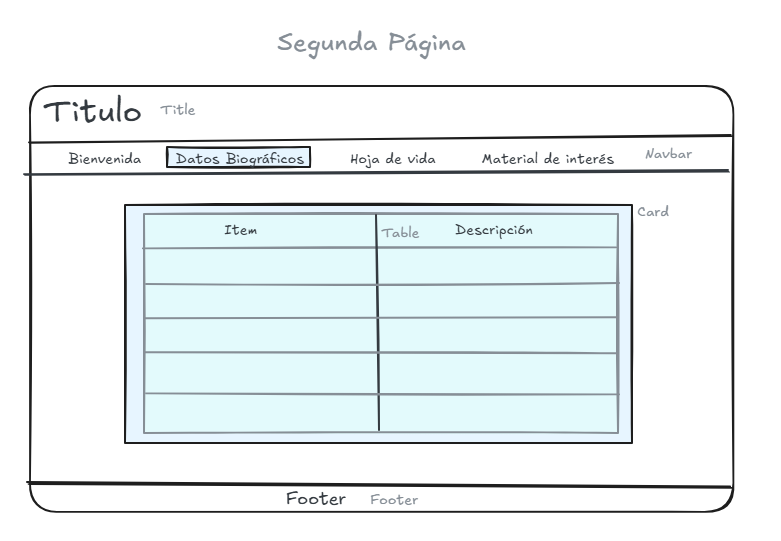 Segunda Página
Titulo Title
Bienvenida Datos Biográficos Hoja de vida Material de interés Navbar
Card
Item Table Descripción
Footer Footer